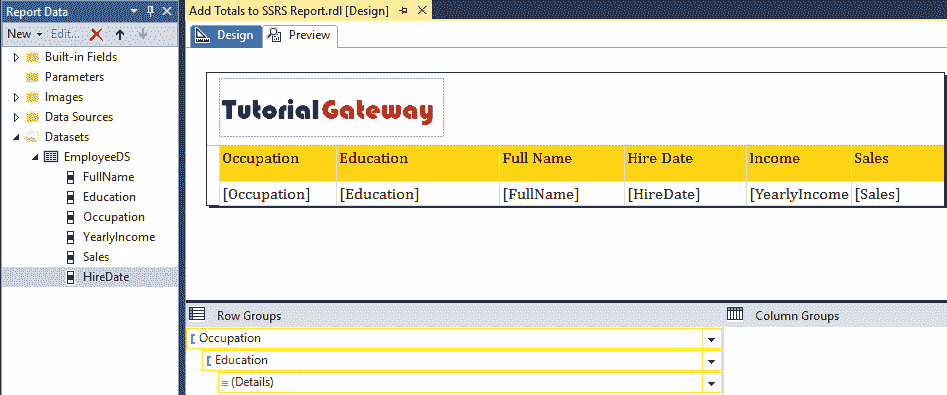 Report Data
New Edit...
Built-in Fields
Parameters
Images
Data Sources
Datasets
EmployeeDS
FullName
Education
Occupation
YearlyIncome
Sales
HireDate
Add Totals to SSRS Report.rdl [Design]
Design Preview
TutorialGateway
Occupation Education Full Name Hire Date Income Sales
[Occupation] [Education] [FullName] [HireDate] [YearlyIncome [Sales]
Row Groups Column Groups
Occupation
Education
(Details)